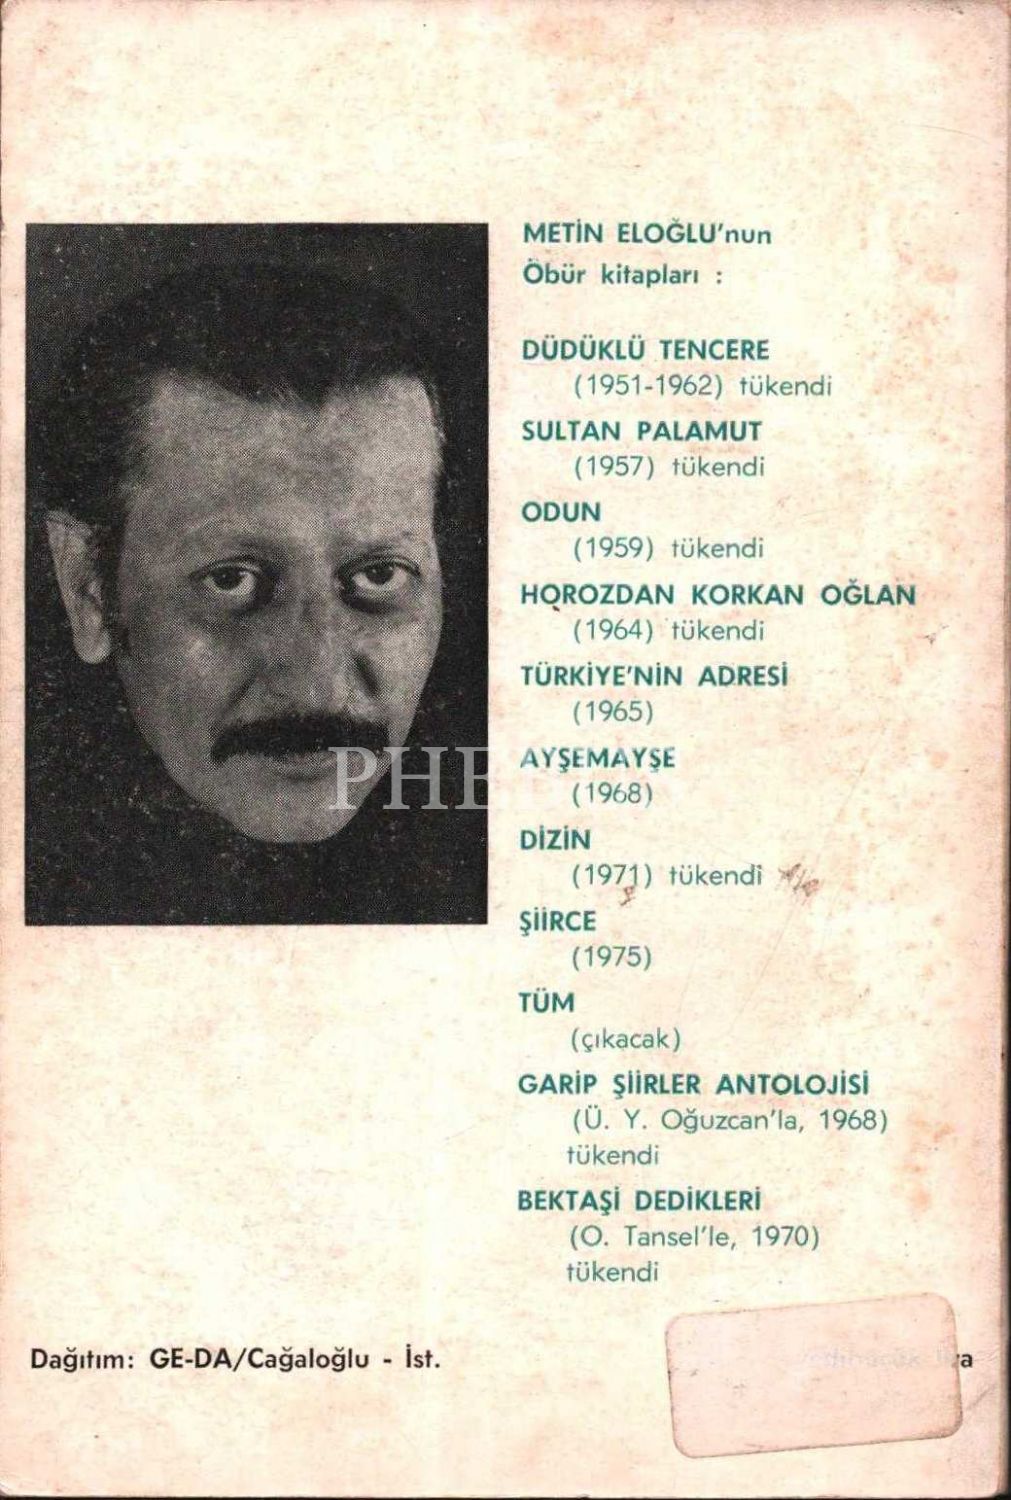 METİN ELOĞLU'nun
Öbür kitapları :
DÜDÜKLÜ TENCERE
(1951-1962) tükendi
SULTAN PALAMUT
(1957) tükendi
ODUN
(1959) tükendi
HOROZDAN KORKAN OĞLAN
(1964) tükendi
TÜRKİYE'NİN ADRESİ
(1965)
AYŞEMAYŞE
(1968)
DİZİN
(1971) tükendi
ŞİİRCE
(1975)
TÜM
(çıkacak)
GARİP ŞİİRLER ANTOLOJİSİ
(Ü. Y. Oğuzcan'la, 1968)
tükendi
BEKTAŞİ DEDİKLERİ
(O. Tansel'le, 1970)
tükendi
Dağıtım: GE-DA/Cağaloğlu - İst.